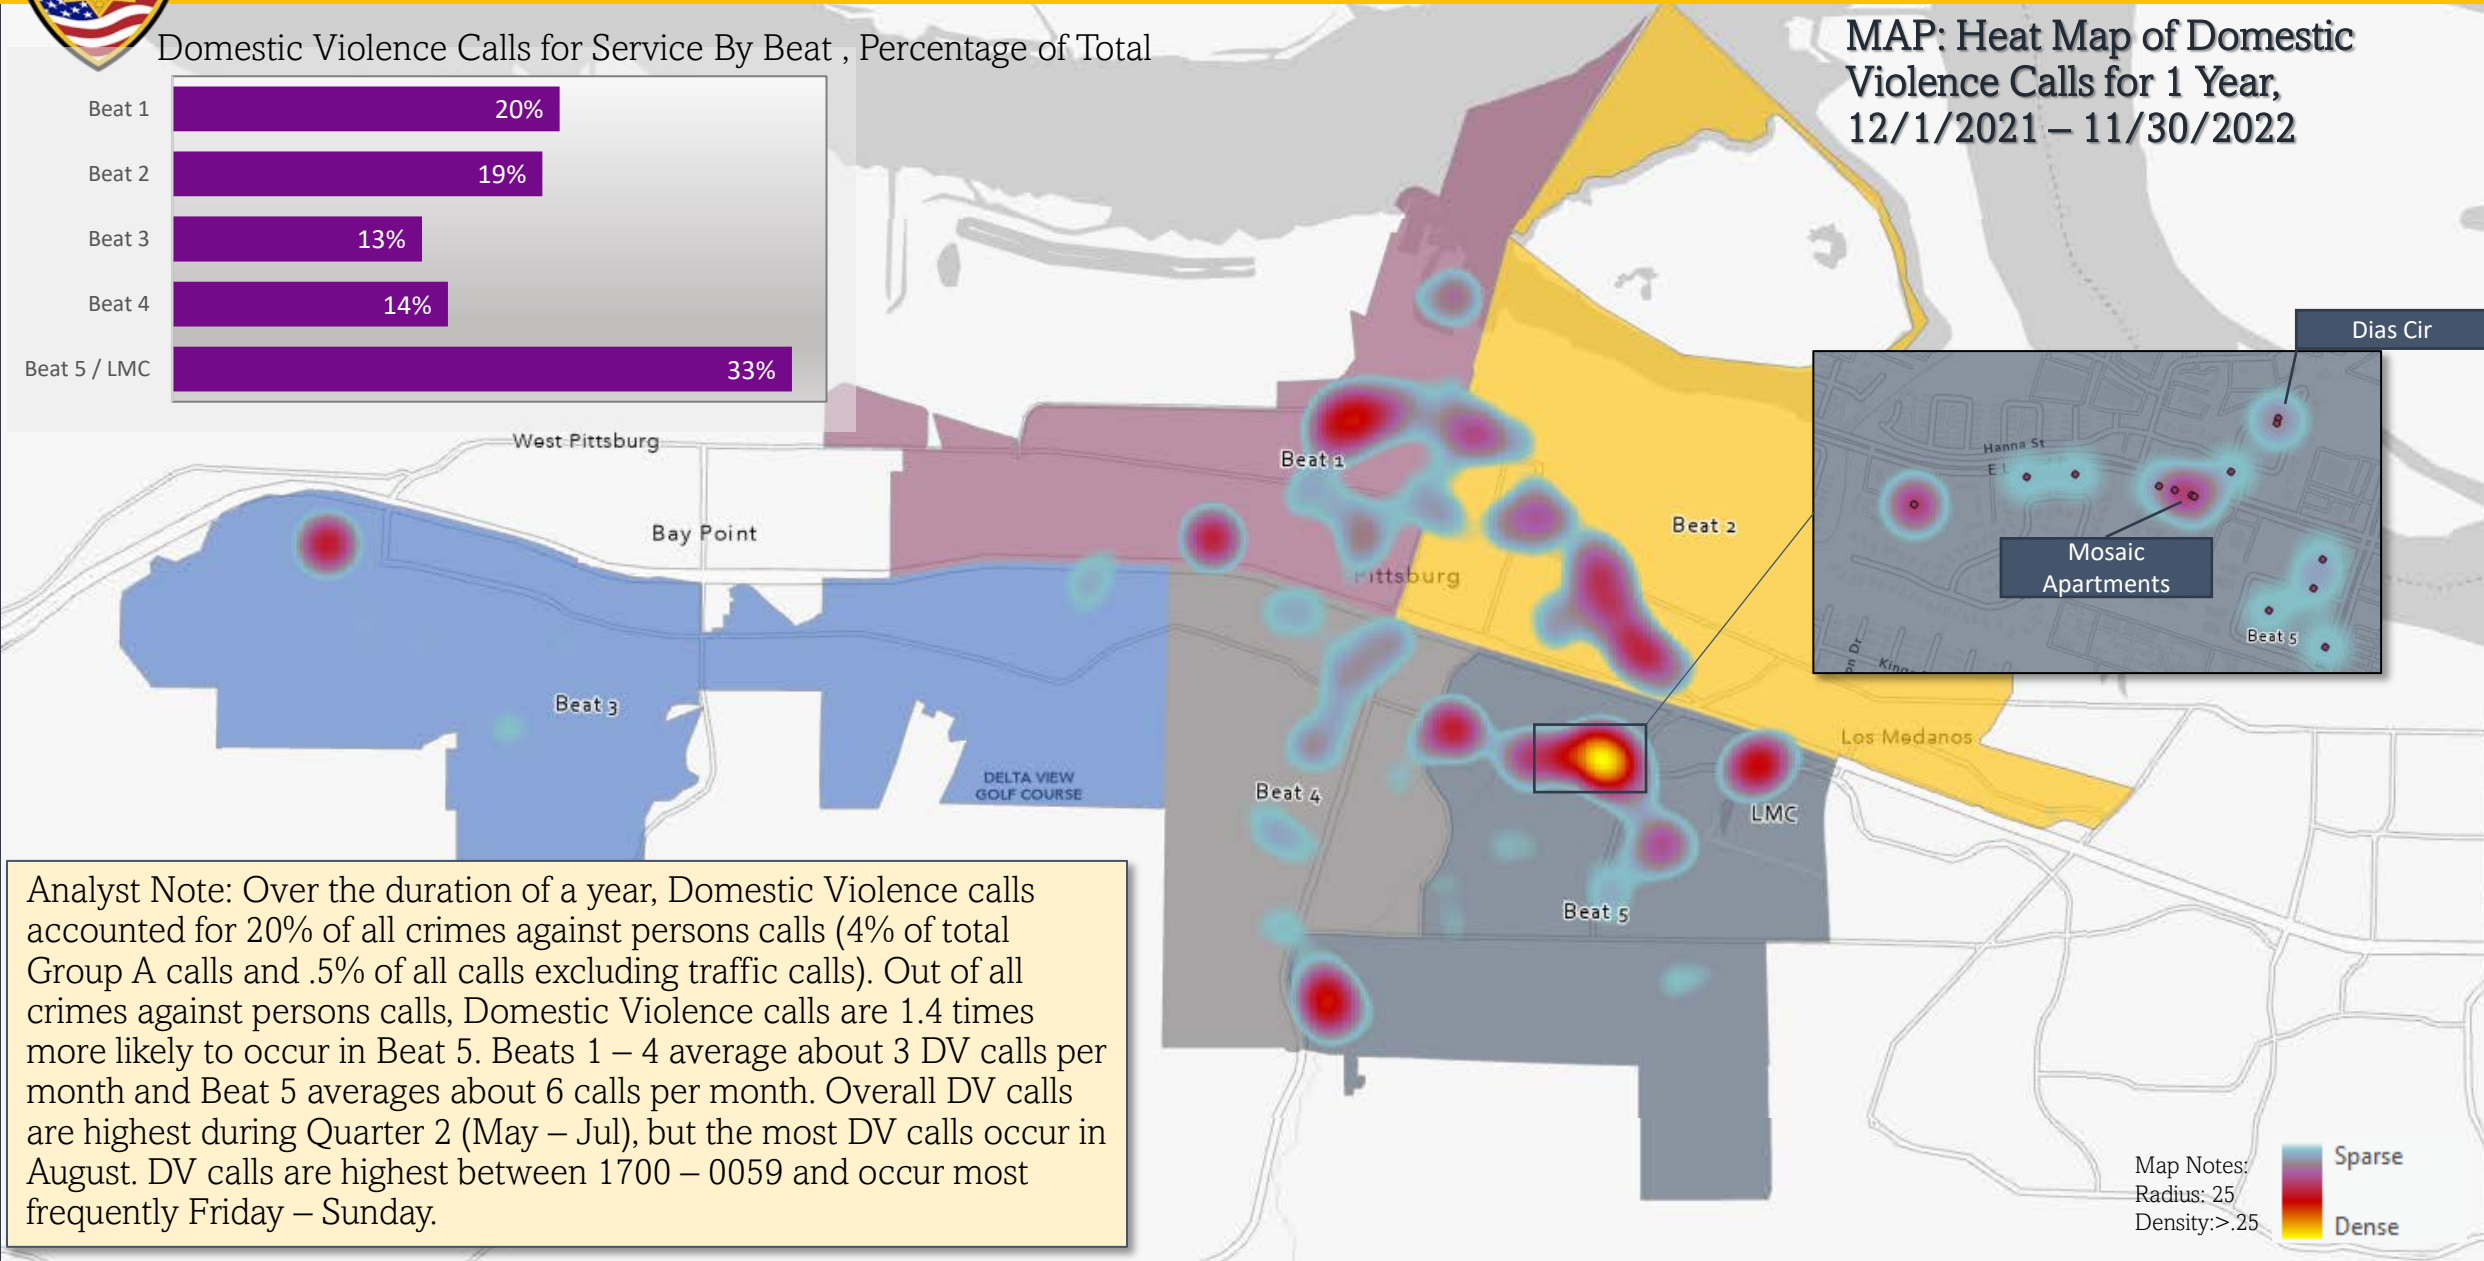 Domestic Violence Calls for Service By Beat , Percentage of Total
Beat 1
20%
Beat 2
19%
Beat 3
13%
Beat 4
14%
Beat 5 / LMC
33%
MAP: Heat Map of Domestic
Violence Calls for 1 Year,
12/1/2021 – 11/30/2022
West Pittsburg
Bay Point
Beat 1
Beat 2
Pittsburg
Beat 3
DELTA VIEW
GOLF COURSE
Beat 4
Los Medanos
LMC
Beat 5
Dias Cir
Hanna St
E L
Mosaic
Apartments
Beat 5
on Dr
Analyst Note: Over the duration of a year, Domestic Violence calls
accounted for 20% of all crimes against persons calls (4% of total
Group A calls and .5% of all calls excluding traffic calls). Out of all
crimes against persons calls, Domestic Violence calls are 1.4 times
more likely to occur in Beat 5. Beats 1 – 4 average about 3 DV calls per
month and Beat 5 averages about 6 calls per month. Overall DV calls
are highest during Quarter 2 (May – Jul), but the most DV calls occur in
August. DV calls are highest between 1700 – 0059 and occur most
frequently Friday – Sunday.
Map Notes:
Radius: 25
Density:>.25
Sparse
Dense